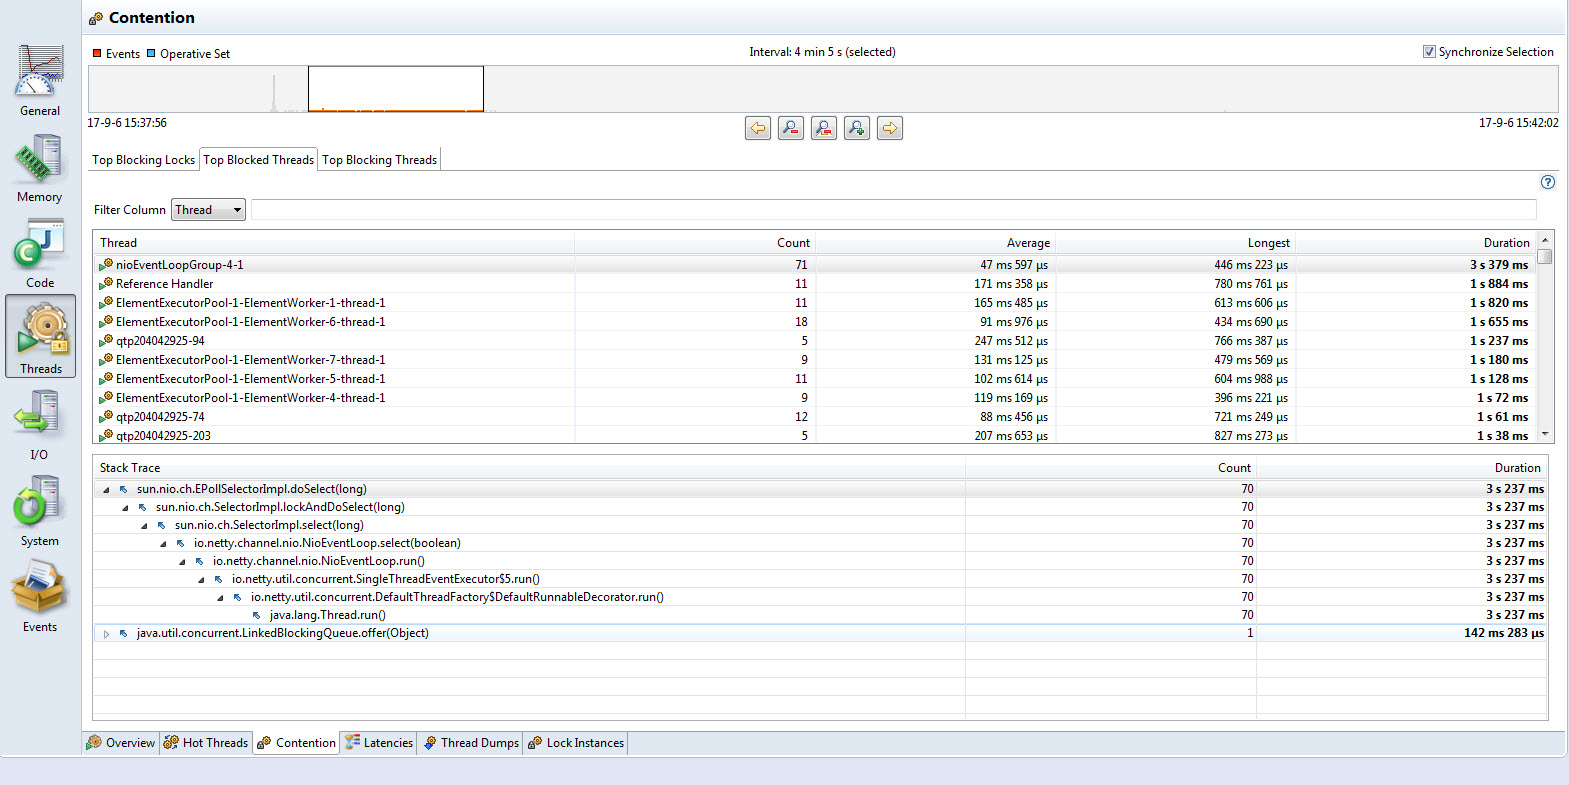 Contention
Events Operative Set
Interval: 4 min 5 s (selected)
Synchronize Selection
17-9-6 15:37:56
17-9-6 15:42:02
Top Blocking Locks Top Blocked Threads Top Blocking Threads
Filter Column Thread
Thread Count Average Longest Duration
nioEventLoopGroup-4-1 71 47 ms 597 µs 446 ms 223 µs 3 s 379 ms
Reference Handler 11 171 ms 358 µs 780 ms 761 µs 1 s 884 ms
ElementExecutorPool-1-ElementWorker-1-thread-1 11 165 ms 485 µs 613 ms 606 µs 1 s 820 ms
ElementExecutorPool-1-ElementWorker-6-thread-1 18 91 ms 976 µs 434 ms 690 µs 1 s 655 ms
qtp204042925-94 5 247 ms 512 µs 766 ms 387 µs 1 s 237 ms
ElementExecutorPool-1-ElementWorker-7-thread-1 9 131 ms 125 µs 479 ms 569 µs 1 s 180 ms
ElementExecutorPool-1-ElementWorker-5-thread-1 11 102 ms 614 µs 604 ms 988 µs 1 s 128 ms
ElementExecutorPool-1-ElementWorker-4-thread-1 9 119 ms 169 µs 396 ms 221 µs 1 s 72 ms
qtp204042925-74 12 88 ms 456 µs 721 ms 249 µs 1 s 61 ms
qtp204042925-203 5 207 ms 653 µs 827 ms 273 µs 1 s 38 ms
Stack Trace Count Duration
sun.nio.ch.EPollSelectorImpl.doSelect(long) 70 3 s 237 ms
sun.nio.ch.SelectorImpl.lockAndDoSelect(long) 70 3 s 237 ms
sun.nio.ch.SelectorImpl.select(long) 70 3 s 237 ms
io.netty.channel.nio.NioEventLoop.select(boolean) 70 3 s 237 ms
io.netty.channel.nio.NioEventLoop.run() 70 3 s 237 ms
io.netty.util.concurrent.SingleThreadEventExecutor$5.run() 70 3 s 237 ms
io.netty.util.concurrent.DefaultThreadFactory$DefaultRunnableDecorator.run() 70 3 s 237 ms
java.lang.Thread.run() 70 3 s 237 ms
java.util.concurrent.LinkedBlockingQueue.offer(Object) 1 142 ms 283 µs
Overview Hot Threads Contention Latencies Thread Dumps Lock Instances
General
Memory
Code
Threads
I/O
System
Events